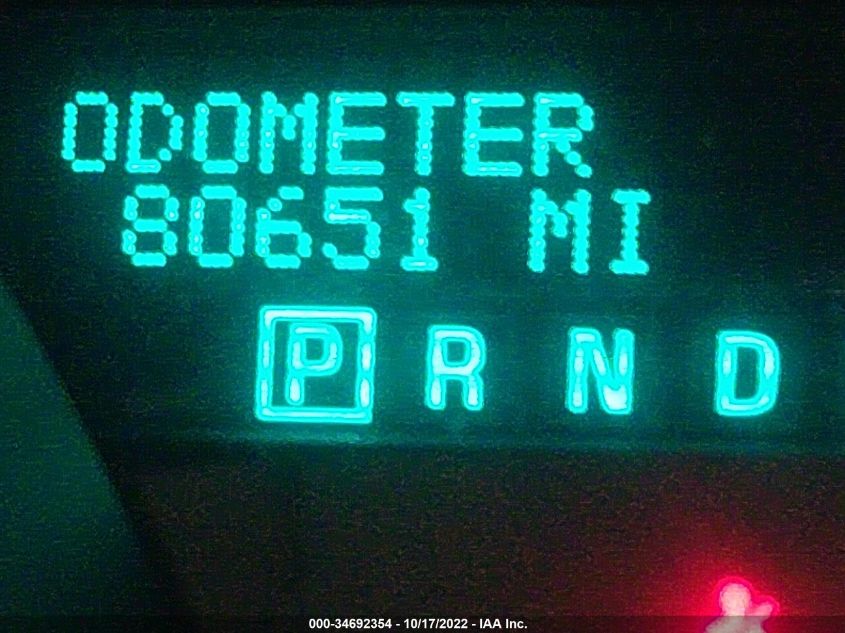 ODOMETER
80651 MI
P R N D
000-34692354 - 10/17/2022 - IAA Inc.